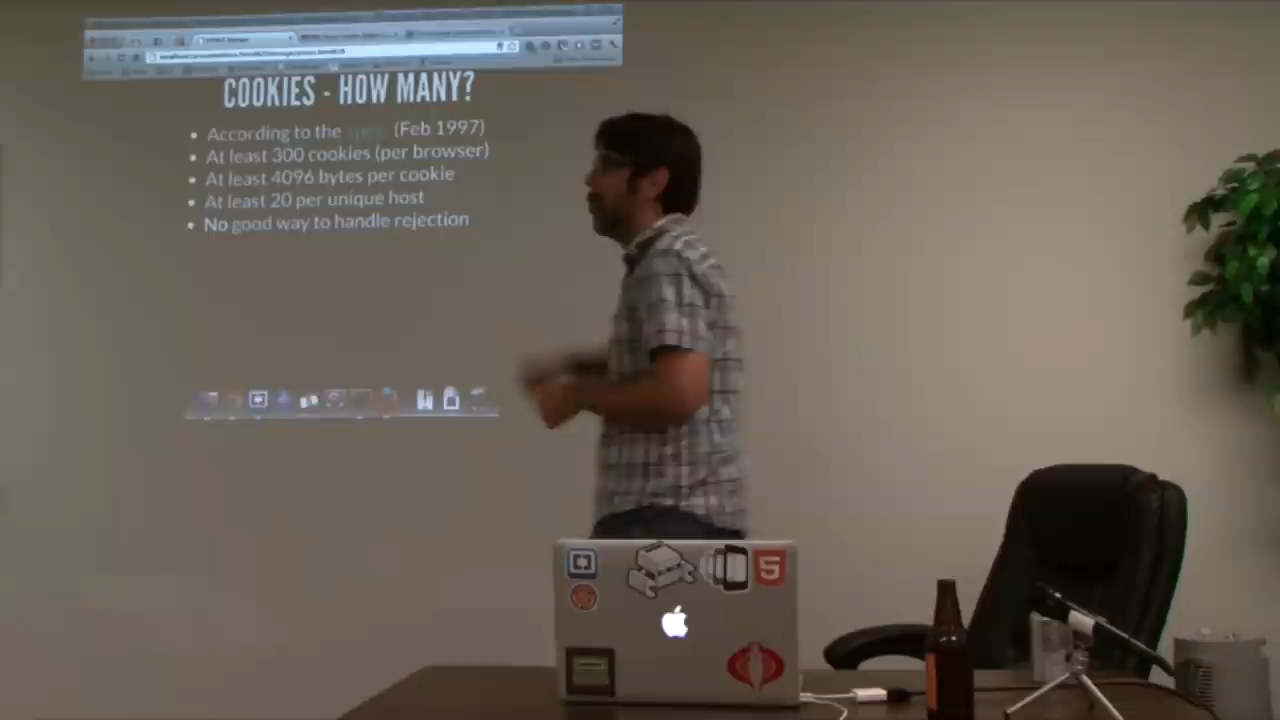 COOKIES - HOW MANY?
According to the (Feb 1997)
At least 300 cookies (per browser)
At least 4096 bytes per cookie
At least 20 per unique host
No good way to handle rejection
5